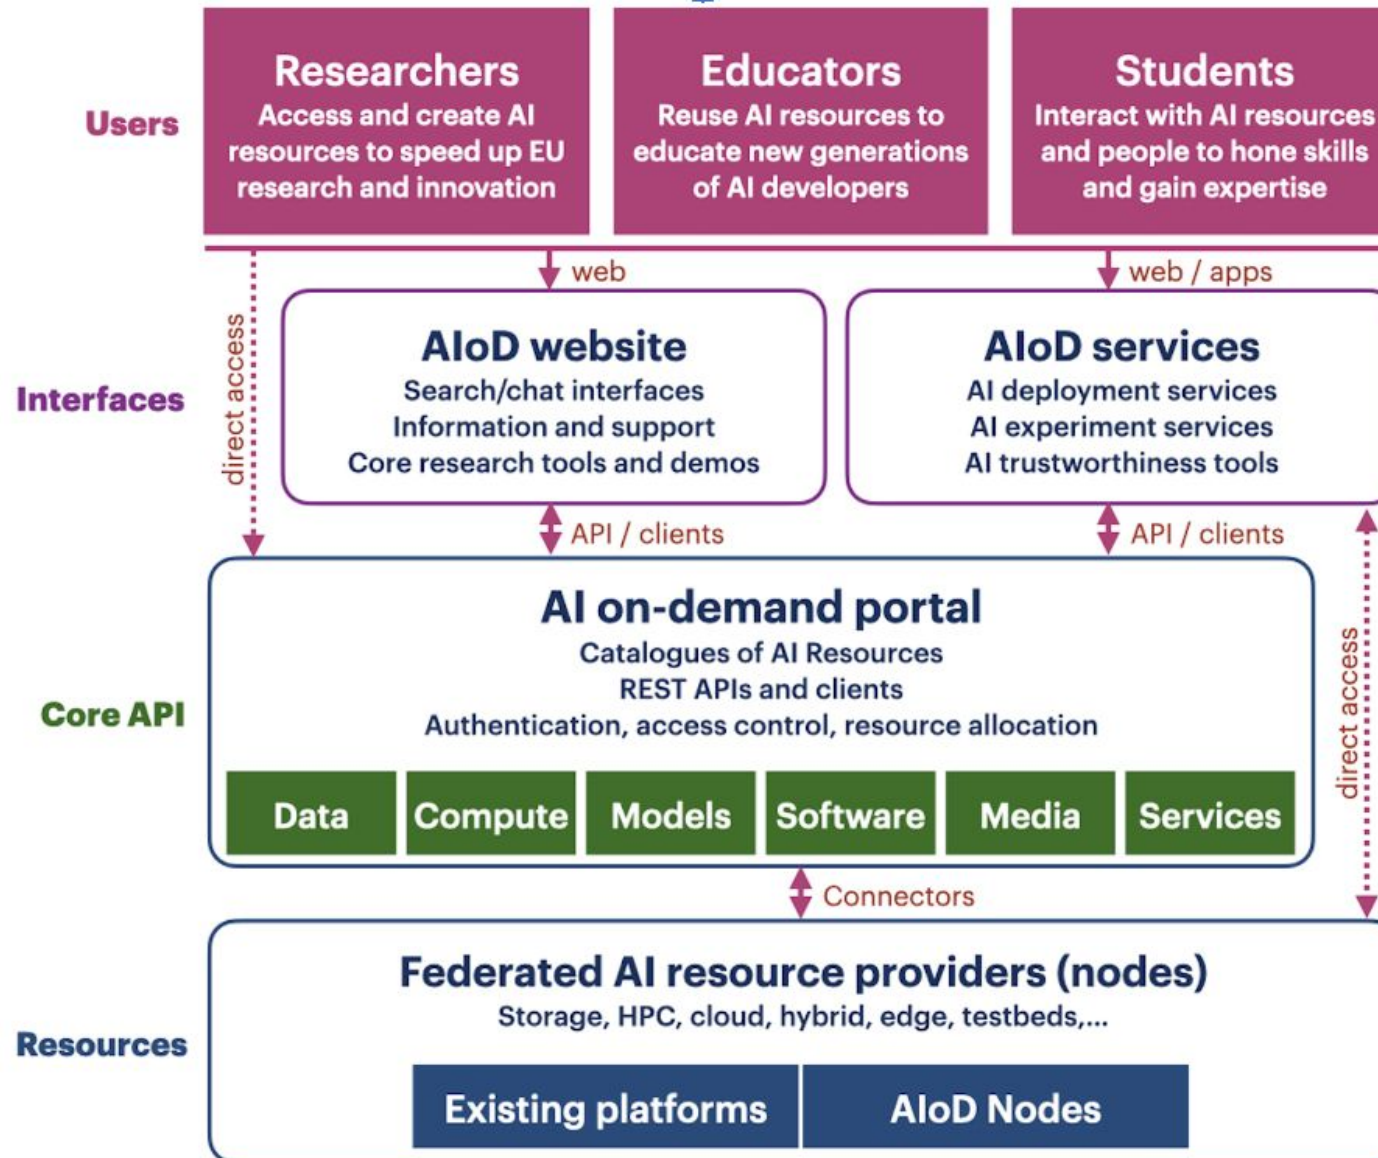 Users
Researchers
Access and create AI
resources to speed up EU
research and innovation
Educators
Reuse AI resources to
educate new generations
of AI developers
Students
Interact with AI resources
and people to hone skills
and gain expertise
direct access
web
web / apps
Interfaces
AIoD website
Search/chat interfaces
Information and support
Core research tools and demos
AIoD services
AI deployment services
AI experiment services
AI trustworthiness tools
API / clients
API / clients
Core API
AI on-demand portal
Catalogues of AI Resources
REST APIs and clients
Authentication, access control, resource allocation
Data
Compute
Models
Software
Media
Services
direct access
Connectors
Resources
Federated AI resource providers (nodes)
Storage, HPC, cloud, hybrid, edge, testbeds,...
Existing platforms
AIoD Nodes